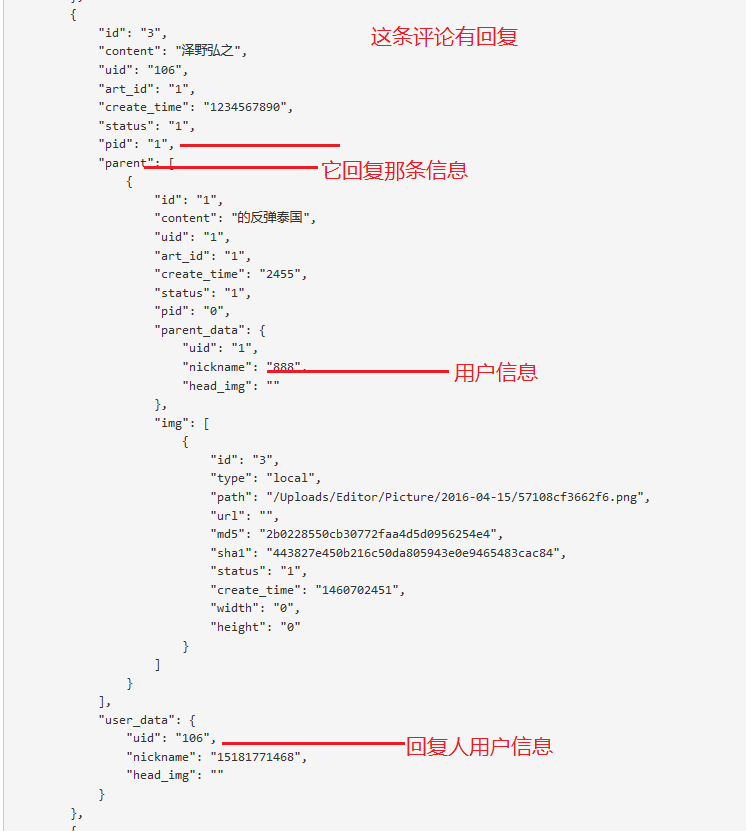 {
"id": "3",
这条评论有回复
"content": "泽野弘之",
"uid": "106",
"art_id": "1",
"create_time": "1234567890",
"status": "1",
"pid": "1",
"parent": [
它回复那条信息
{
"id": "1",
"content": "的反弹泰国",
"uid": "1",
"art_id": "1",
"create_time": "2455",
"status": "1",
"pid": "0",
"parent_data": {
"uid": "1",
"nickname": "888",
用户信息
"head_img": ""
},
"img": [
{
"id": "3",
"type": "local",
"path": "/Uploads/Editor/Picture/2016-04-15/57108cf3662f6.png",
"url": "",
"md5": "2b0228550cb30772faa4d5d0956254e4",
"sha1": "443827e450b216c50da805943e0e9465483cac84",
"status": "1",
"create_time": "1460702451",
"width": "0",
"height": "0"
}
]
}
],
"user_data": {
"uid": "106",
回复人用户信息
"nickname": "15181771468",
"head_img": ""
}
},